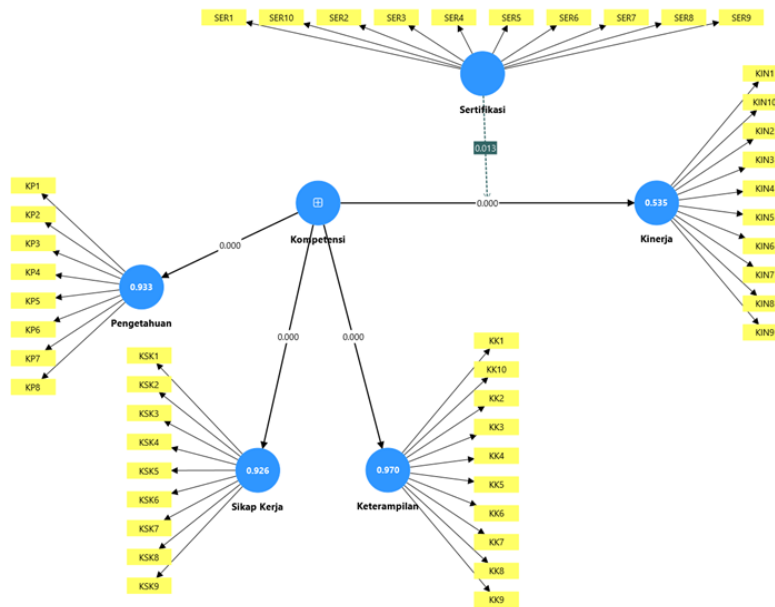 SER1 SER10 SER2 SER3 SER4 SER5 SER6 SER7 SER8 SER9
Sertifikasi
0.013
KIN1
KIN10
KIN2
KIN3
KIN4
KIN5
KIN6
KIN7
KIN8
KIN9
0.535
Kinerja
0.000
Kompetensi
KP1
KP2
KP3
KP4
KP5
KP6
KP7
KP8
0.933
Pengetahuan
0.000
0.000
0.000
KSK1
KSK2
KSK3
KSK4
KSK5
KSK6
KSK7
KSK8
KSK9
0.926
Sikap Kerja
0.970
Keterampilan
KK1
KK10
KK2
KK3
KK4
KK5
KK6
KK7
KK8
KK9